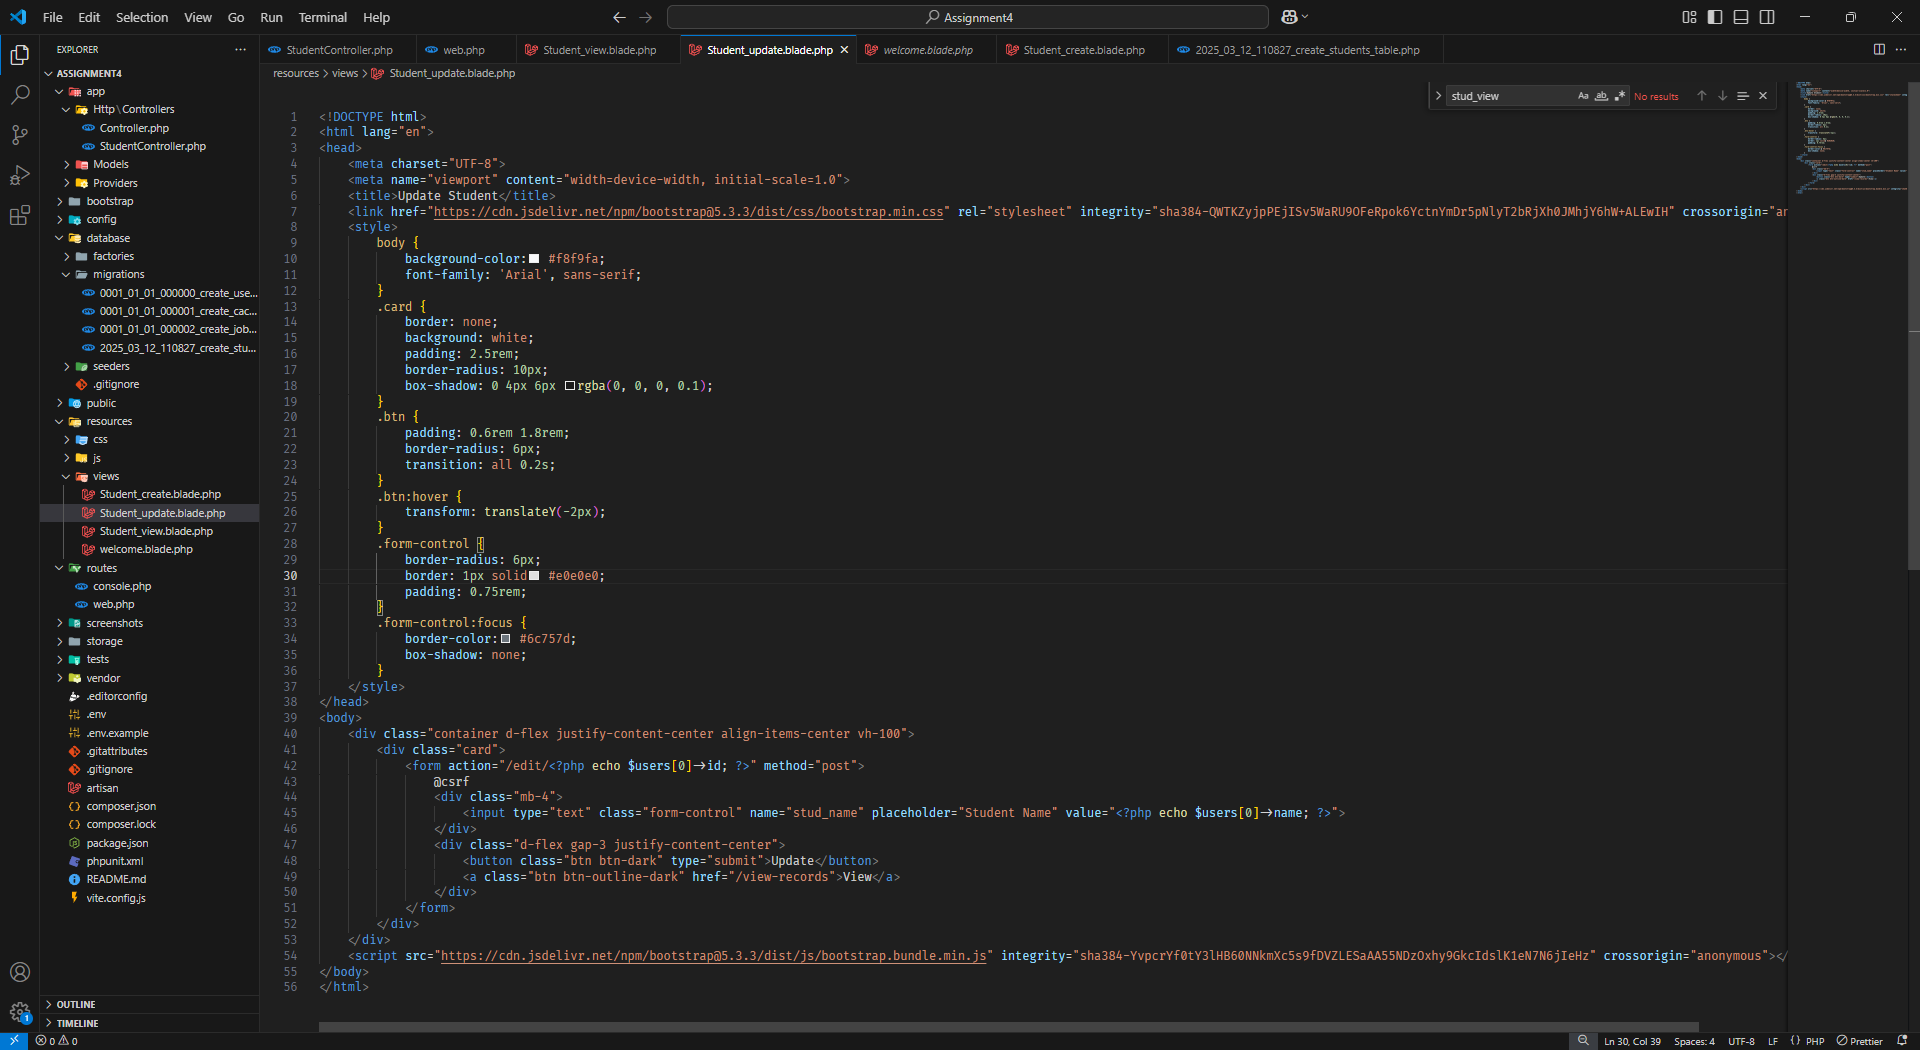 File Edit Selection View Go Run Terminal Help
Assignment4
EXPLORER
StudentController.php
web.php
Student_view.blade.php
Student_update.blade.php
welcome.blade.php
Student_create.blade.php
2025_03_12_110827_create_students_table.php
resources > views > Student_update.blade.php
stud_view
Aa
ab
No results
ASSIGNMENT4
app
Http\Controllers
Controller.php
StudentController.php
Models
Providers
bootstrap
config
database
factories
migrations
0001_01_01_000000_create_use...
0001_01_01_000001_create_cac...
0001_01_01_000002_create_job...
2025_03_12_110827_create_stu...
seeders
.gitignore
public
resources
css
js
views
Student_create.blade.php
Student_update.blade.php
Student_view.blade.php
welcome.blade.php
routes
console.php
web.php
screenshots
storage
tests
vendor
.editorconfig
.env
.env.example
.gitattributes
.gitignore
artisan
composer.json
composer.lock
package.json
phpunit.xml
README.md
vite.config.js
OUTLINE
TIMELINE
1 <!DOCTYPE html>
2 <html lang="en">
3 <head>
4 <meta charset="UTF-8">
5 <meta name="viewport" content="width=device-width, initial-scale=1.0">
6 <title>Update Student</title>
7 <link href="https://cdn.jsdelivr.net/npm/bootstrap@5.3.3/dist/css/bootstrap.min.css" rel="stylesheet" integrity="sha384-QWTKZyjpPEjISv5WaRU9OFeRpok6YctnYmDr5pNlyT2bRjXh0JMhjY6hW+ALEwIH" crossorigin="an
8 <style>
9 body {
10 background-color: #f8f9fa;
11 font-family: 'Arial', sans-serif;
12 }
13 .card {
14 border: none;
15 background: white;
16 padding: 2.5rem;
17 border-radius: 10px;
18 box-shadow: 0 4px 6px rgba(0, 0, 0, 0.1);
19 }
20 .btn {
21 padding: 0.6rem 1.8rem;
22 border-radius: 6px;
23 transition: all 0.2s;
24 }
25 .btn:hover {
26 transform: translateY(-2px);
27 }
28 .form-control {
29 border-radius: 6px;
30 border: 1px solid #e0e0e0;
31 padding: 0.75rem;
32 }
33 .form-control:focus {
34 border-color: #6c757d;
35 box-shadow: none;
36 }
37 </style>
38 </head>
39 <body>
40 <div class="container d-flex justify-content-center align-items-center vh-100">
41 <div class="card">
42 <form action="/edit/<?php echo $users[0]->id; ?>" method="post">
43 @csrf
44 <div class="mb-4">
45 <input type="text" class="form-control" name="stud_name" placeholder="Student Name" value="<?php echo $users[0]->name; ?>">
46 </div>
47 <div class="d-flex gap-3 justify-content-center">
48 <button class="btn btn-dark" type="submit">Update</button>
49 <a class="btn btn-outline-dark" href="/view-records">View</a>
50 </div>
51 </form>
52 </div>
53 </div>
54 <script src="https://cdn.jsdelivr.net/npm/bootstrap@5.3.3/dist/js/bootstrap.bundle.min.js" integrity="sha384-YvpcrYf0tY3lHB60NNkmXc5s9fDVZLESaAA55NDzOxhy9GkcIdslK1eN7N6jIeHz" crossorigin="anonymous"></
55 </body>
56 </html>
1
0 0
Ln 30, Col 39 Spaces: 4 UTF-8 LF {} PHP Prettier